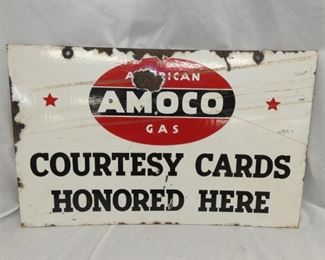 AMERICAN
AMOCO
GAS
COURTESY CARDS
HONORED HERE